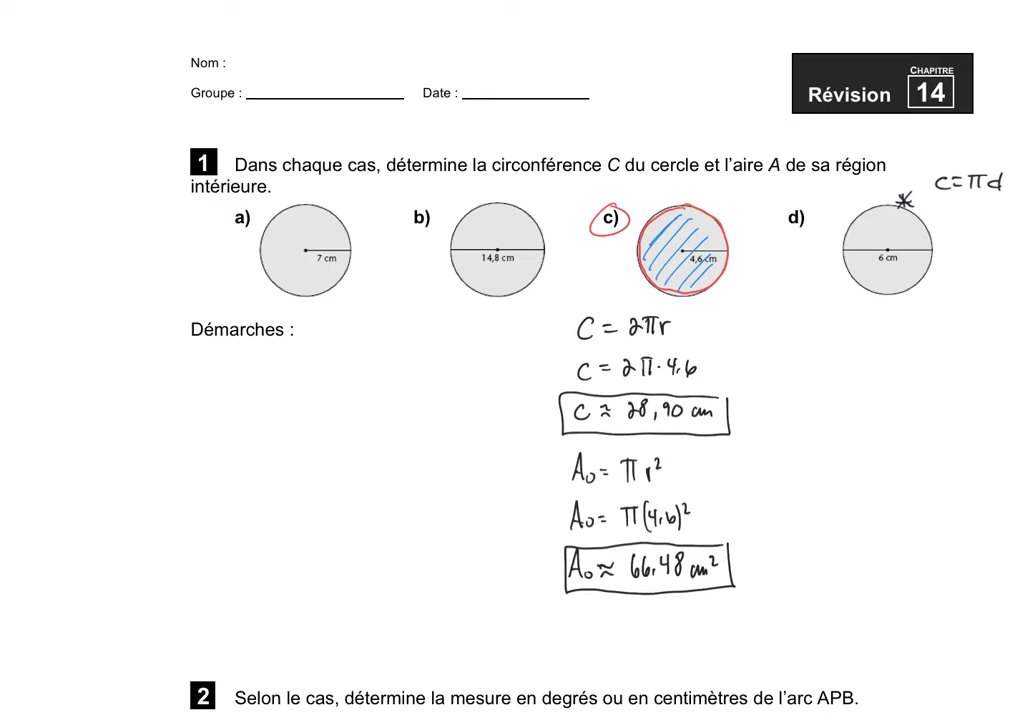 Nom :
Groupe : Date :
CHAPITRE
Révision 14
1 Dans chaque cas, détermine la circonférence C du cercle et l'aire A de sa région
intérieure.
C=πd
a) b) c) d)
7 cm 14,8 cm 4,6 cm 6 cm
Démarches :
C = 2πr
C = 2π·4,6
C ≈ 28,90 cm
A₀= πr²
A₀= π(4,6)²
A₀≈ 66,48 cm²
2 Selon le cas, détermine la mesure en degrés ou en centimètres de l'arc APB.